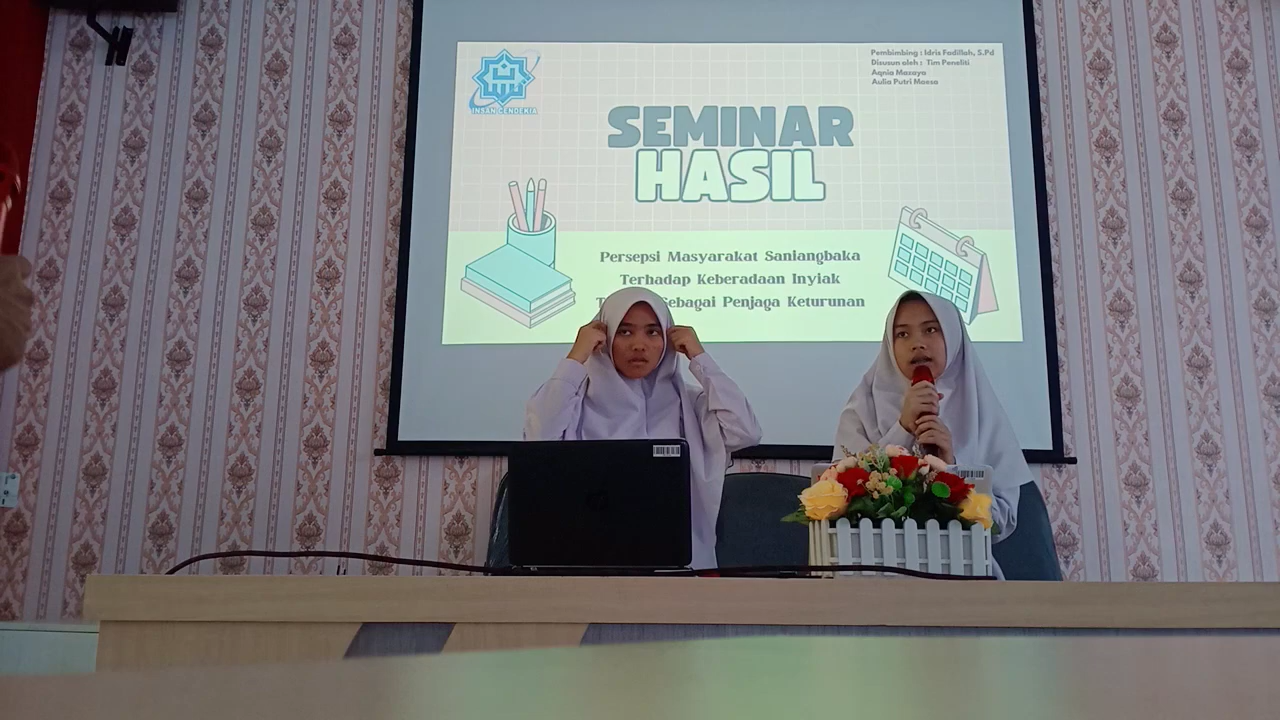 INSAN CENDEKIA
Pembimbing : Idris Fadillah, S.Pd
Disusun oleh : Tim Peneliti
Aqnia Mazaya
Aulia Putri Maesa
SEMINAR
HASIL
Persepsi Masyarakat Saniangbaka
Terhadap Keberadaan Inyiak
Sebagai Penjaga Keturunan